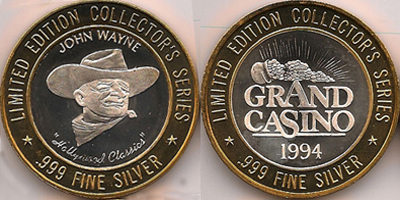 LIMITED EDITION COLLECTOR'S SERIES
JOHN WAYNE
"Hollywood Classics"
.999 FINE SILVER
LIMITED EDITION COLLECTOR'S SERIES
GRAND
CASINO
1994
.999 FINE SILVER